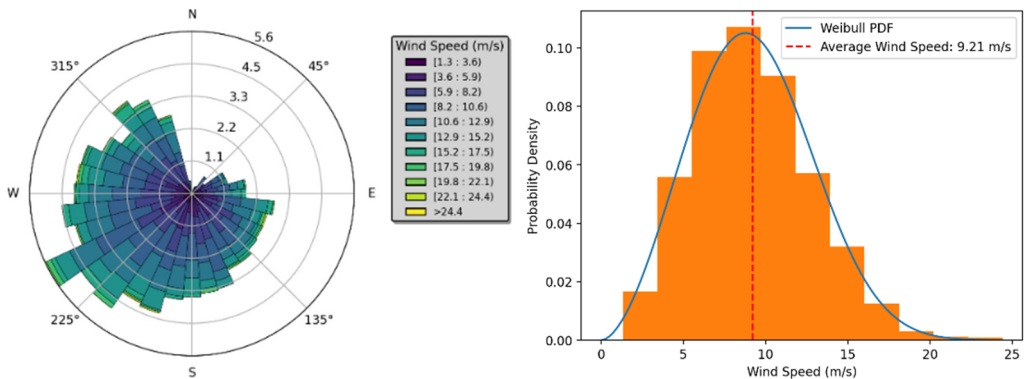 N
5.6
4.5
3.3
2.2
1.1
315°
45°
W
E
225°
135°
S
Wind Speed (m/s)
[1.3 : 3.6)
[3.6 : 5.9)
[5.9 : 8.2)
[8.2 : 10.6)
[10.6 : 12.9)
[12.9 : 15.2)
[15.2 : 17.5)
[17.5 : 19.8)
[19.8 : 22.1)
[22.1 : 24.4)
>24.4
Weibull PDF
Average Wind Speed: 9.21 m/s
Probability Density
0.10
0.08
0.06
0.04
0.02
0.00
0 5 10 15 20 25
Wind Speed (m/s)